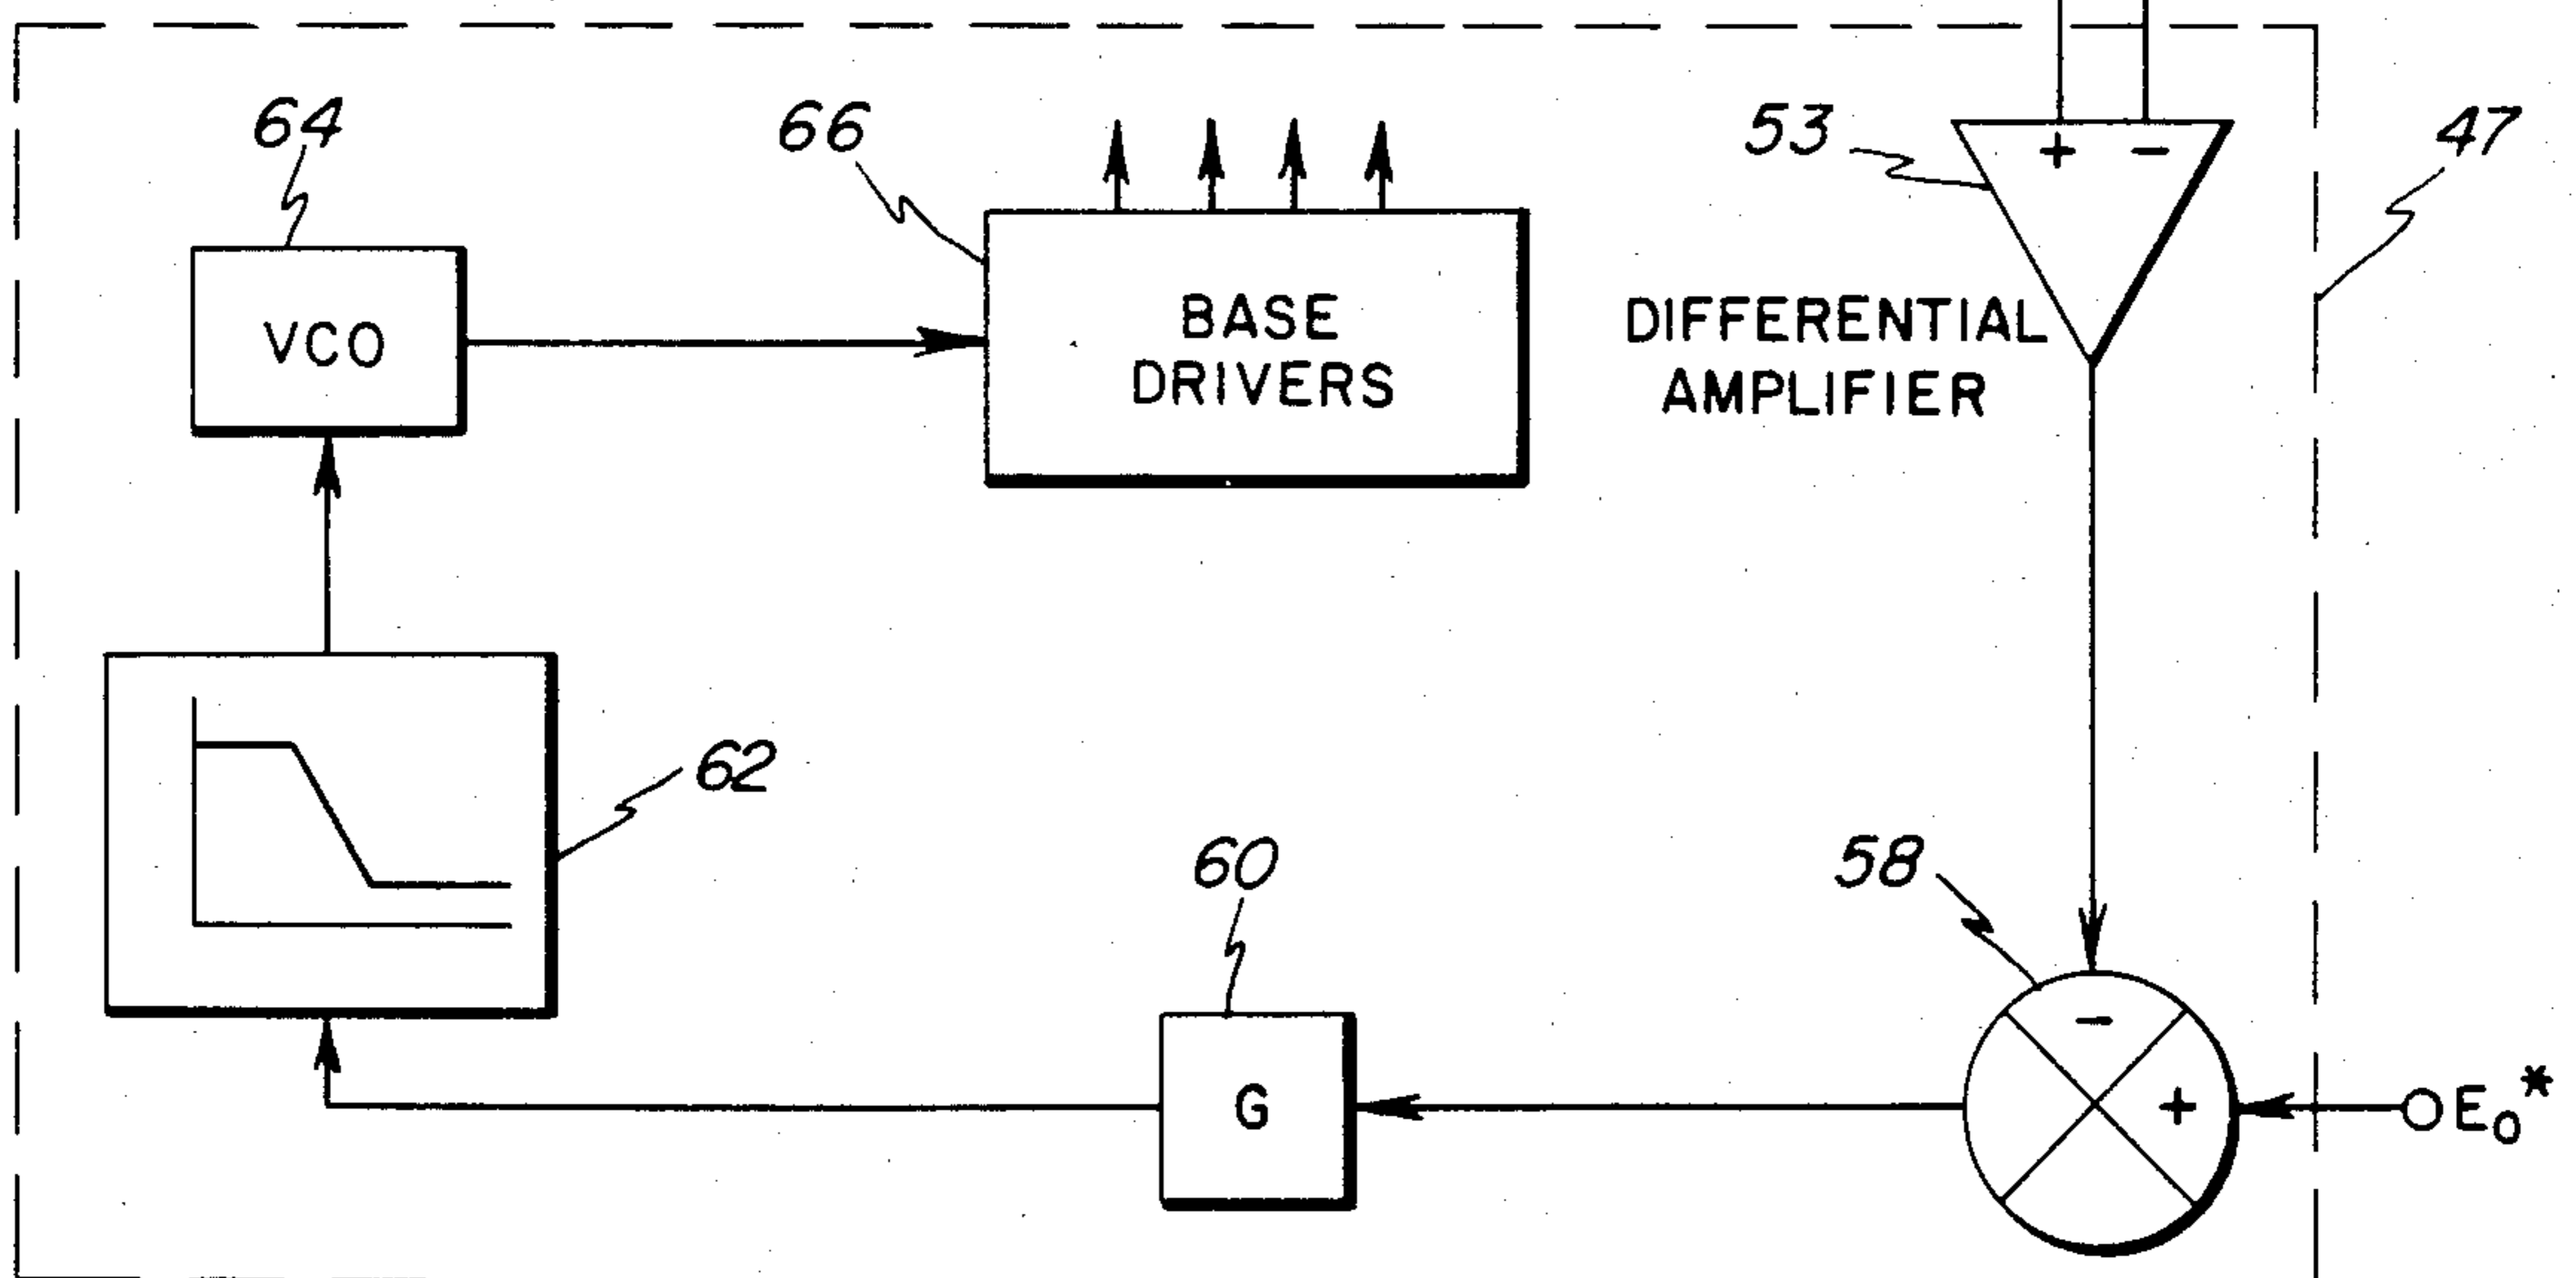 64
66
53
+ -
47
VCO
BASE
DRIVERS
DIFFERENTIAL
AMPLIFIER
62
60
58
-
+
G
E₀*